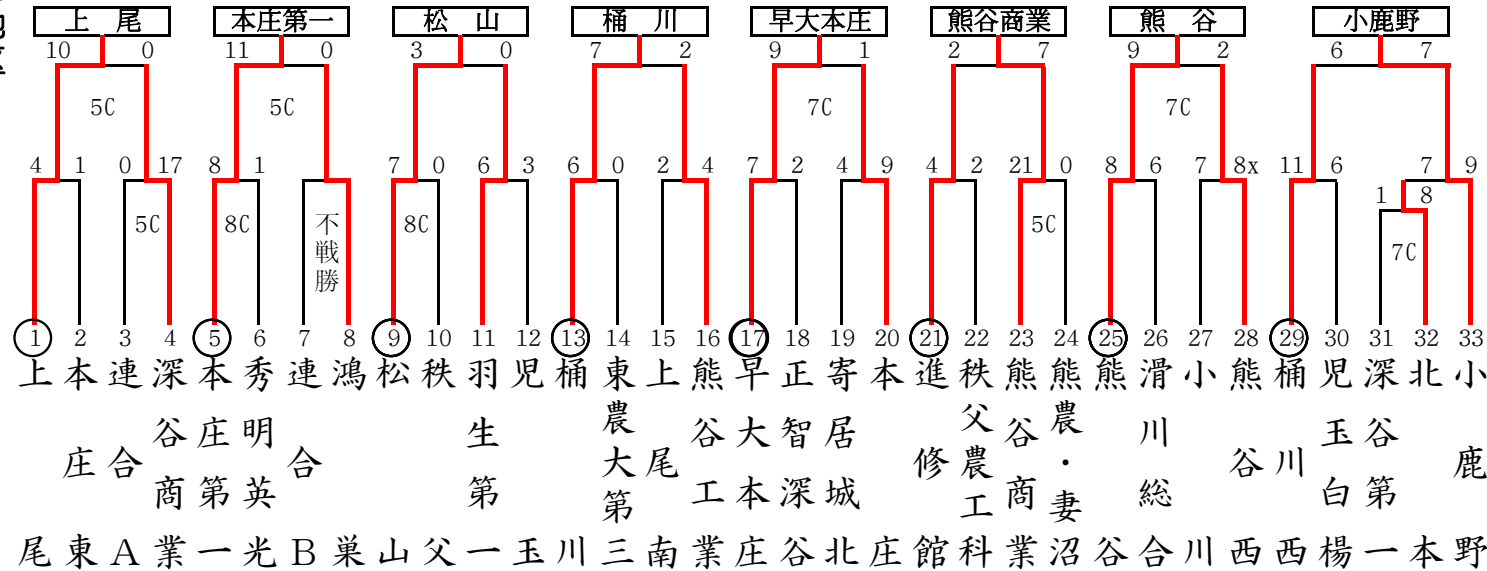 上 尾 本庄第一 松 山 桶 川 早大本庄 熊谷商業 熊 谷 小鹿野
10 0 11 0 3 0 7 2 9 1 2 7 9 2 6 7
5C 5C 7C 7C
4 1 0 17 8 1 7 0 6 3 6 0 2 4 7 2 4 9 4 2 21 0 8 6 7 8x 11 6 7 9
1 8
5C 8C 不戦勝 8C 5C 7C
1 2 3 4 5 6 7 8 9 10 11 12 13 14 15 16 17 18 19 20 21 22 23 24 25 26 27 28 29 30 31 32 33
上尾
本庄東
連合A
深谷商業
本庄第一
秀明英光
連合B
鴻巣
松山
秩父
羽生第一
児玉
桶川
東農大第三
上尾南
熊谷工業
早大本庄
正智深谷
寄居城北
本庄
進修館
秩父農工科
熊谷商業
熊農・妻沼
熊谷
滑川総合
小川
熊谷西
桶川西
児玉白楊
深谷第一
北本
小鹿野